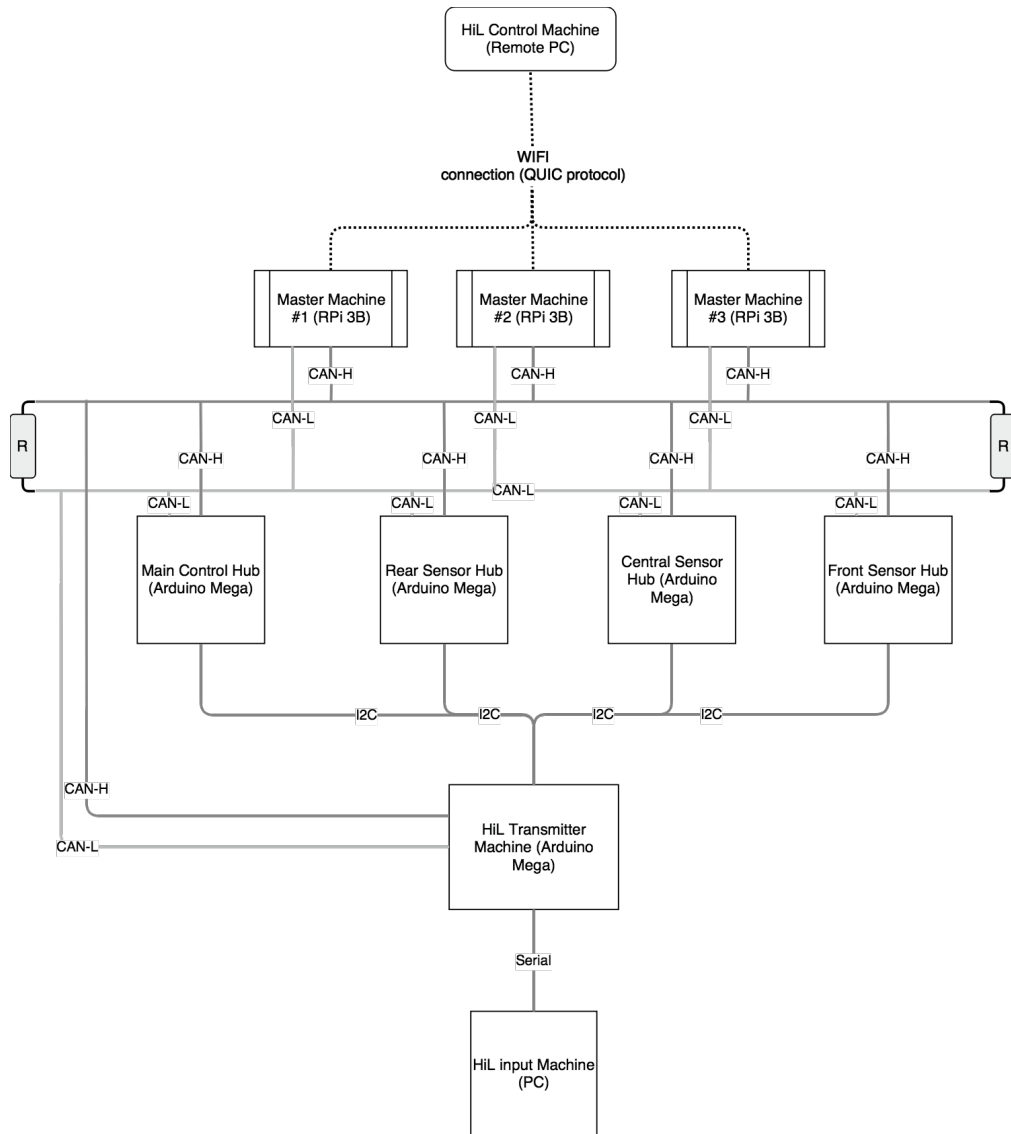 HiL Control Machine
(Remote PC)
WIFI
connection (QUIC protocol)
Master Machine
#1 (RPi 3B)
Master Machine
#2 (RPi 3B)
Master Machine
#3 (RPi 3B)
CAN-H
CAN-H
CAN-H
CAN-L
CAN-L
CAN-L
R
R
CAN-H
CAN-H
CAN-H
CAN-H
CAN-L
CAN-L
CAN-L
CAN-L
CAN-L
Main Control Hub
(Arduino Mega)
Rear Sensor Hub
(Arduino Mega)
Central Sensor
Hub (Arduino
Mega)
Front Sensor Hub
(Arduino Mega)
I2C
I2C
I2C
I2C
CAN-H
CAN-L
HiL Transmitter
Machine (Arduino
Mega)
Serial
HiL input Machine
(PC)